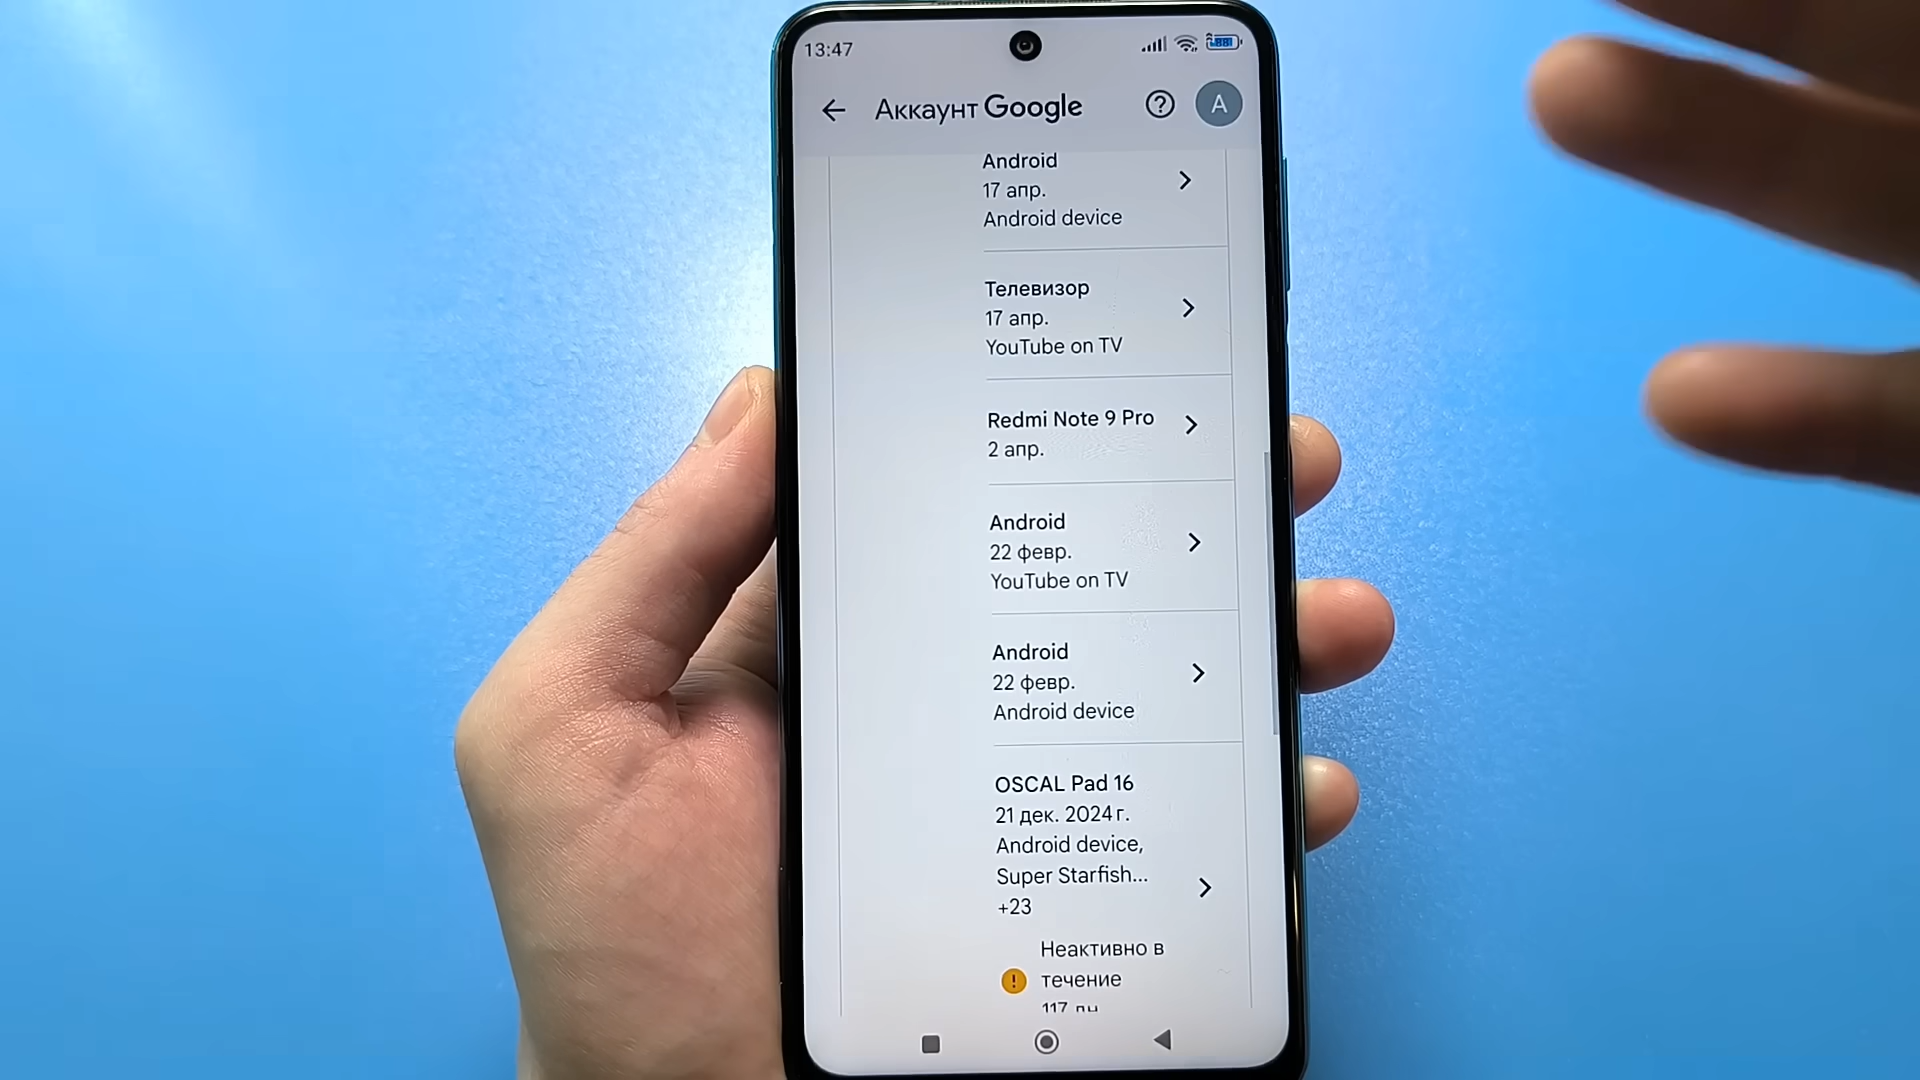 13:47
Аккаунт Google
A
Android
17 апр.
Android device
Телевизор
17 апр.
YouTube on TV
Redmi Note 9 Pro
2 апр.
Android
22 февр.
YouTube on TV
Android
22 февр.
Android device
OSCAL Pad 16
21 дек. 2024 г.
Android device,
Super Starfish...
+23
Неактивно в
течение
117 дн